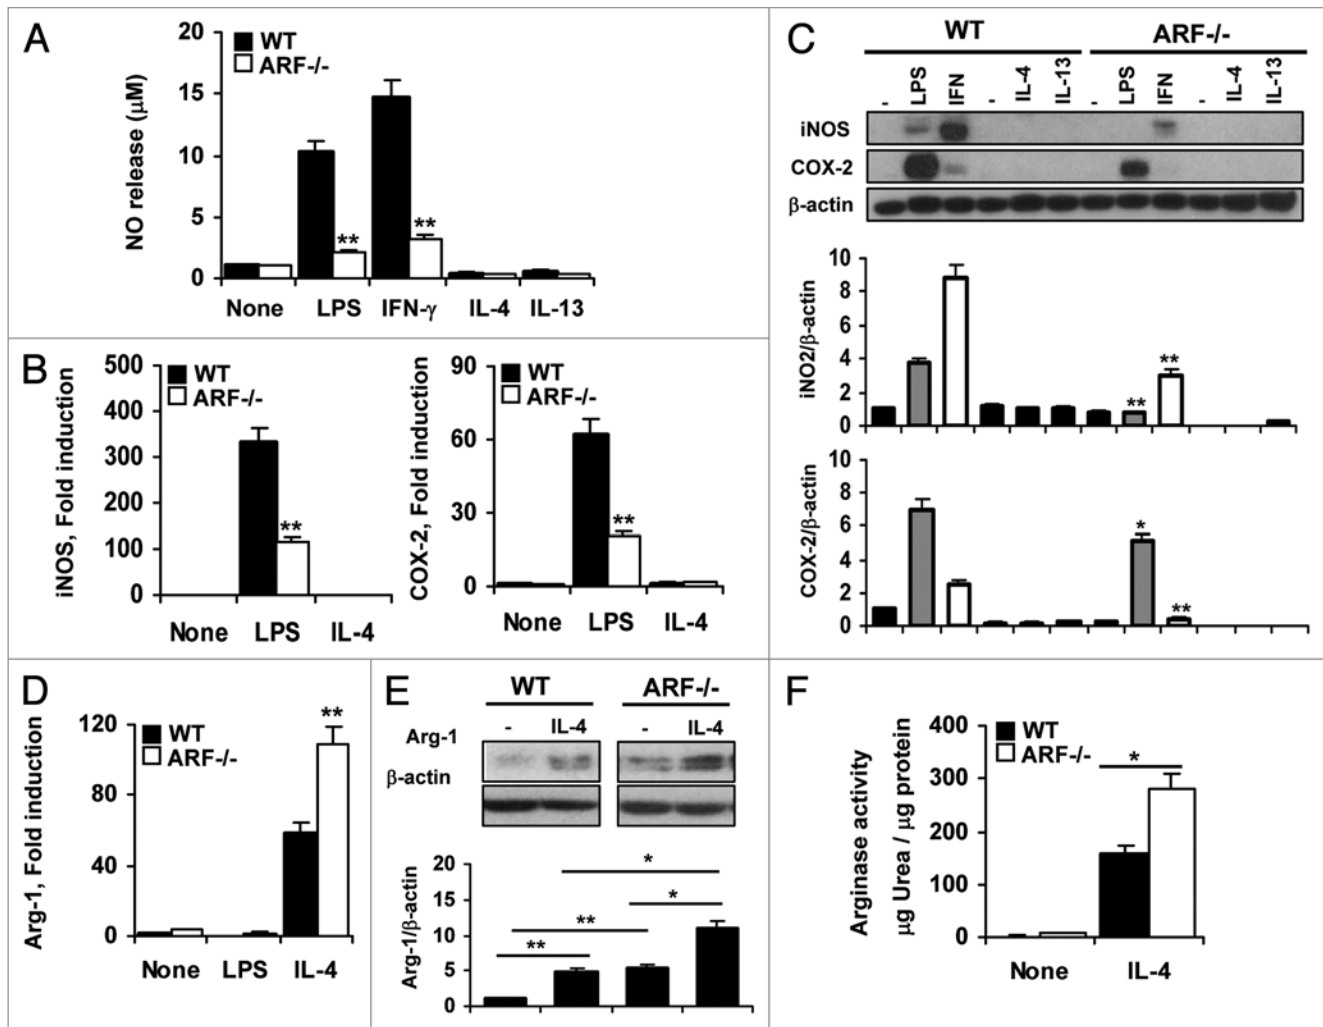 A
20
15
10
5
0
NO release (μM)
WT
ARF-/-
**
**
None LPS IFN-γ IL-4 IL-13
B
500
400
300
200
100
0
iNOS, Fold induction
WT
ARF-/-
**
None LPS IL-4
90
60
30
0
COX-2, Fold induction
WT
ARF-/-
**
None LPS IL-4
C
WT ARF-/-
- LPS IFN - IL-4 IL-13 - LPS IFN - IL-4 IL-13
iNOS
COX-2
β-actin
10
8
6
4
2
0
iNO2/β-actin
**
**
10
8
6
4
2
0
COX-2/β-actin
*
**
D
120
80
40
0
Arg-1, Fold induction
WT
ARF-/-
**
None LPS IL-4
E
WT ARF-/-
- IL-4 - IL-4
Arg-1
β-actin
20
15
10
5
0
Arg-1/β-actin
*
*
**
**
F
400
300
200
100
0
Arginase activity
μg Urea / μg protein
WT
ARF-/-
*
None IL-4